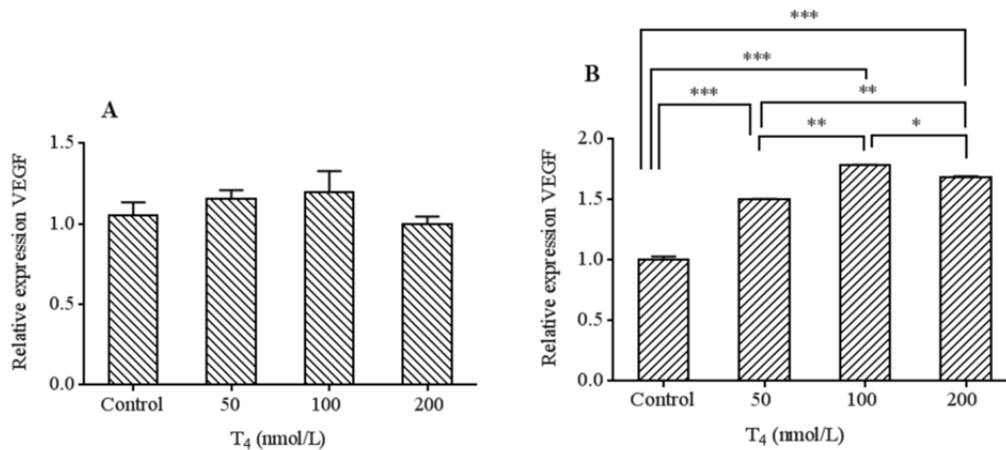 A
Relative expression VEGF
1.5
1.0
0.5
0.0
Control 50 100 200
T4 (nmol/L)
B
***
***
***
**
**
*
Relative expression VEGF
2.0
1.5
1.0
0.5
0.0
Control 50 100 200
T4 (nmol/L)